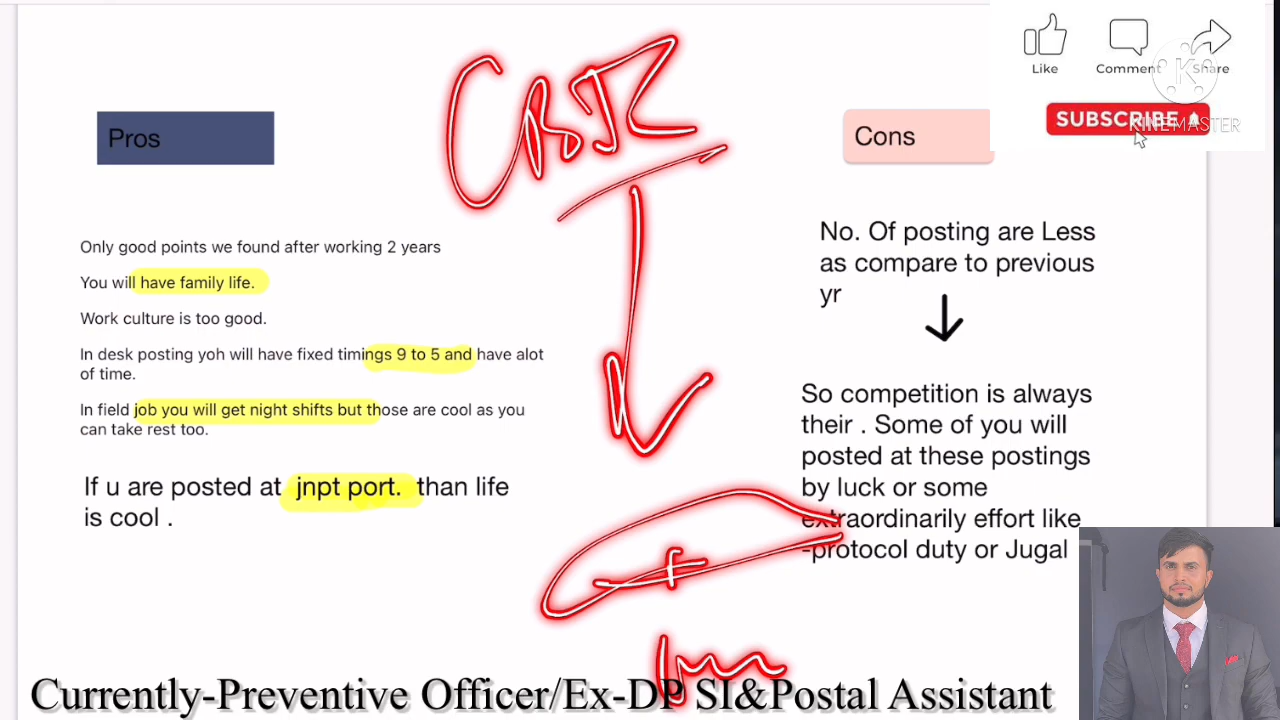 Like
Comment
Share
SUBSCRIBE
KINEMASTER
Pros
Cons
Only good points we found after working 2 years
You will have family life.
Work culture is too good.
In desk posting yoh will have fixed timings 9 to 5 and have alot
of time.
In field job you will get night shifts but those are cool as you
can take rest too.
If u are posted at jnpt port. than life
is cool .
No. Of posting are Less
as compare to previous
yr
So competition is always
their . Some of you will
posted at these postings
by luck or some
extraordinarily effort like
-protocol duty or Jugal
Currently-Preventive Officer/Ex-DP SI&Postal Assistant